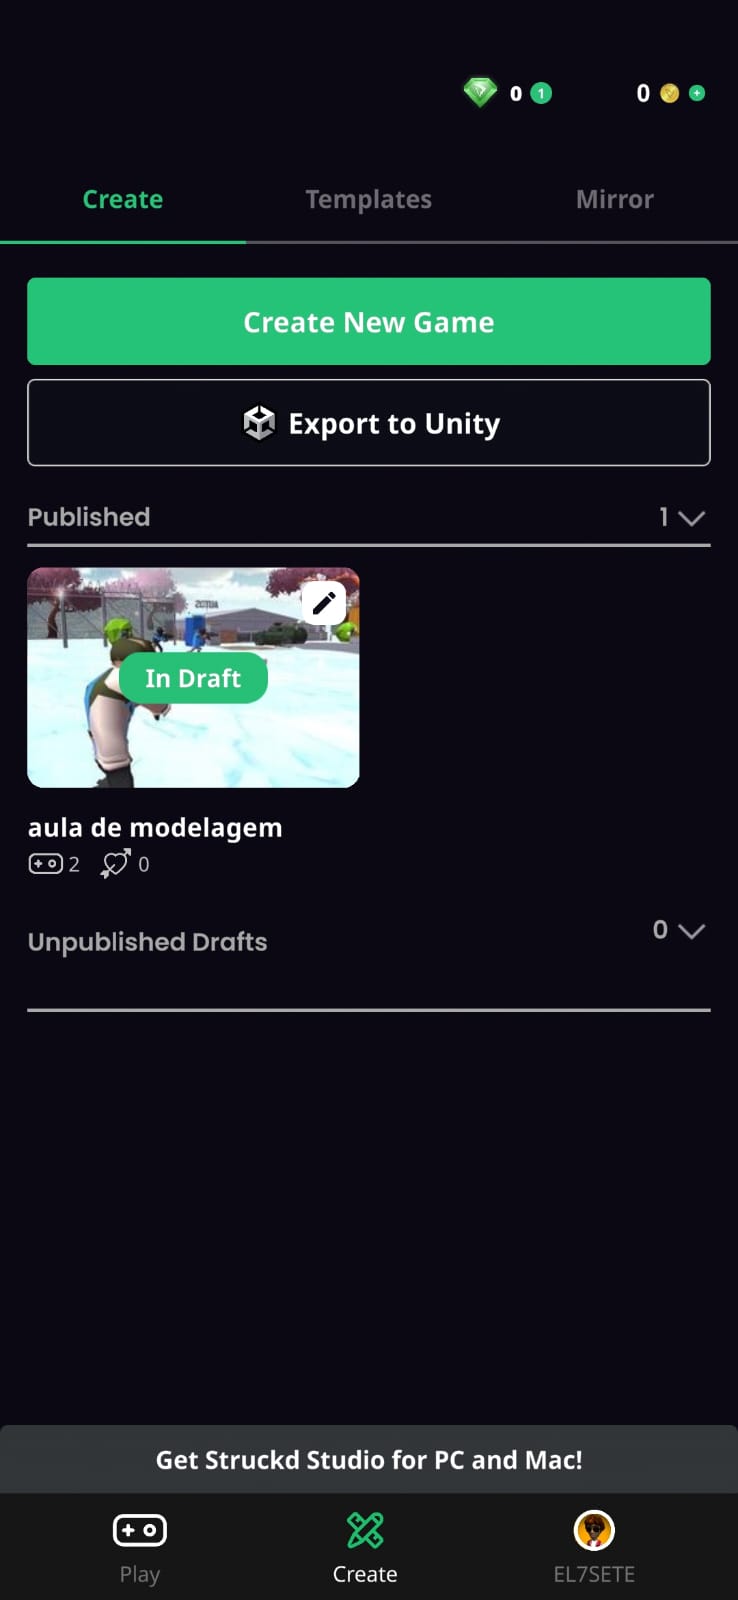 0 1 0
Create Templates Mirror
Create New Game
Export to Unity
Published 1
In Draft
aula de modelagem
2 0
Unpublished Drafts 0
Get Struckd Studio for PC and Mac!
Play Create EL7SETE